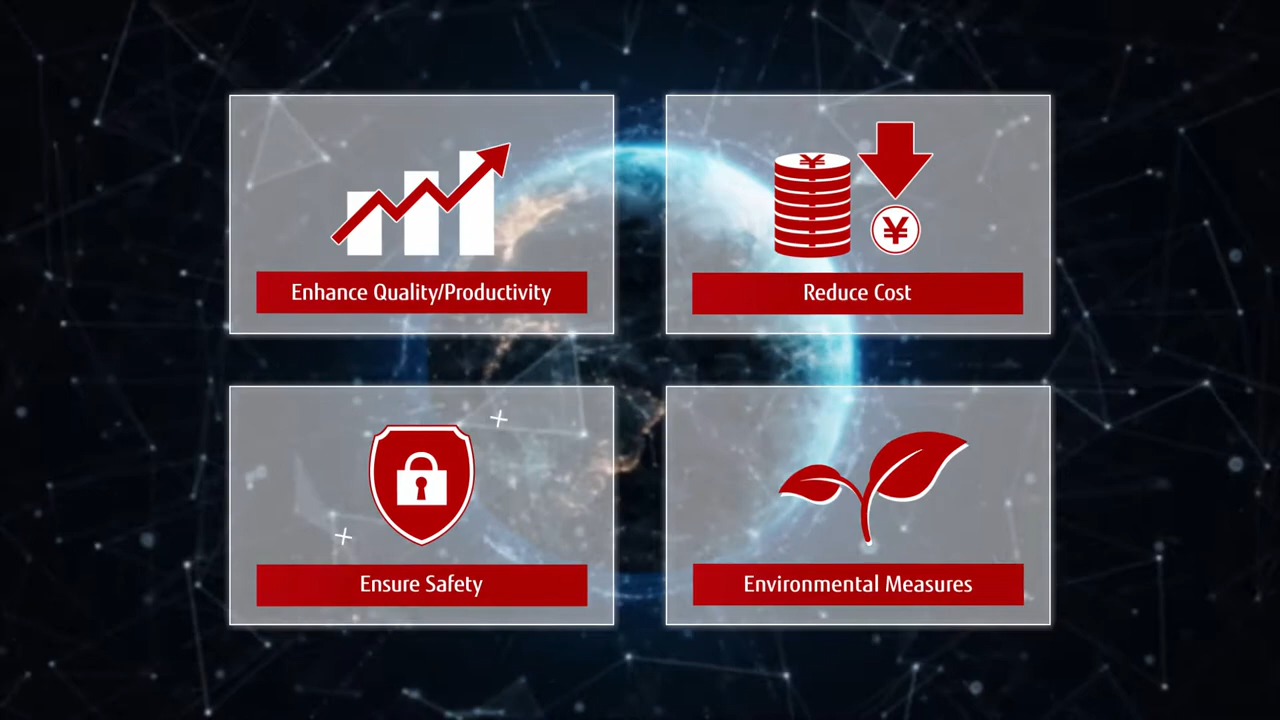 Enhance Quality/Productivity
¥
¥
Reduce Cost
Ensure Safety
Environmental Measures